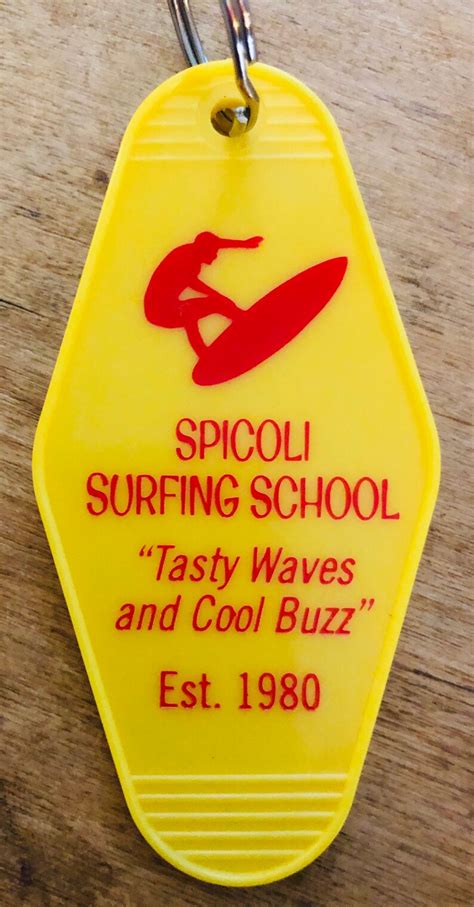 SPICOLI
SURFING SCHOOL
“Tasty Waves
and Cool Buzz”
Est. 1980